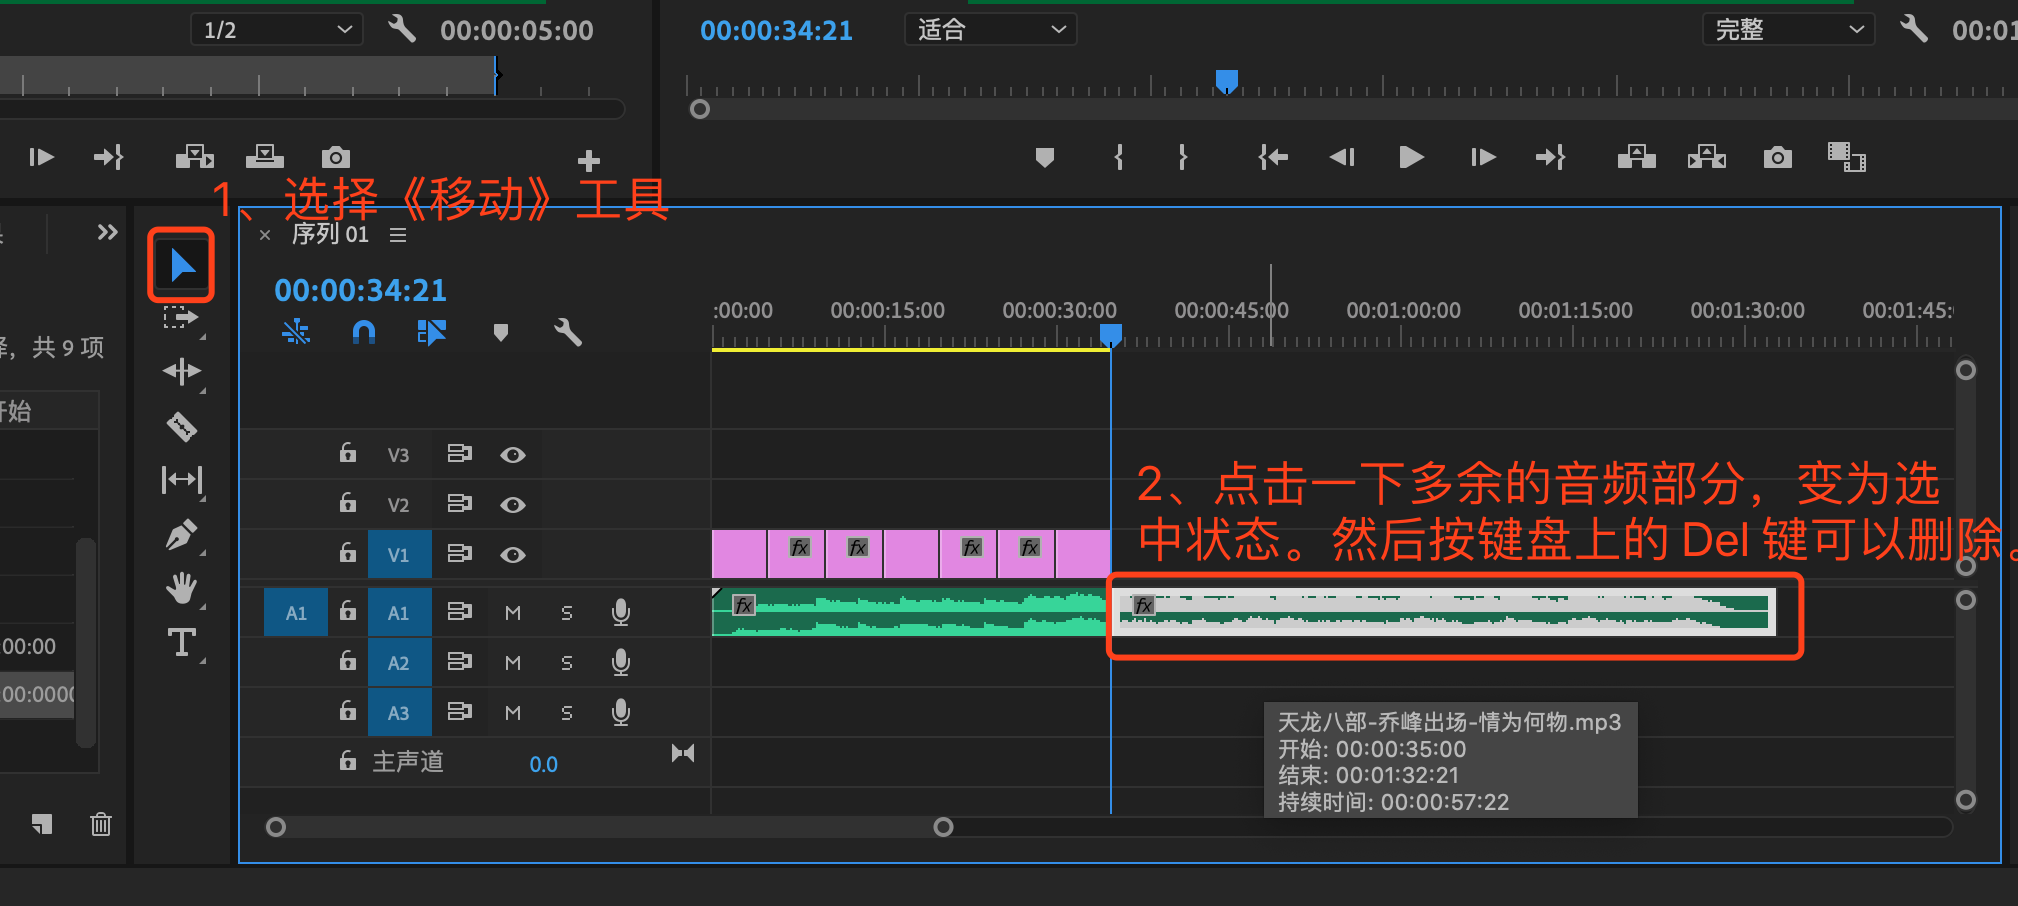 1/2
00:00:05:00
00:00:34:21
适合
完整
00:01
1、选择《移动》工具
× 序列 01
00:00:34:21
:00:00 00:00:15:00 00:00:30:00 00:00:45:00 00:01:00:00 00:01:15:00 00:01:30:00 00:01:45:
,共 9 项
开始
V3
V2
2、点击一下多余的音频部分，变为选
中状态。然后按键盘上的 Del 键可以删除。
V1
fx fx fx fx
A1 A1 M S
fx fx
:00:00
A2 M S
:00:0000
A3 M S
主声道 0.0
天龙八部-乔峰出场-情为何物.mp3
开始: 00:00:35:00
结束: 00:01:32:21
持续时间: 00:00:57:22